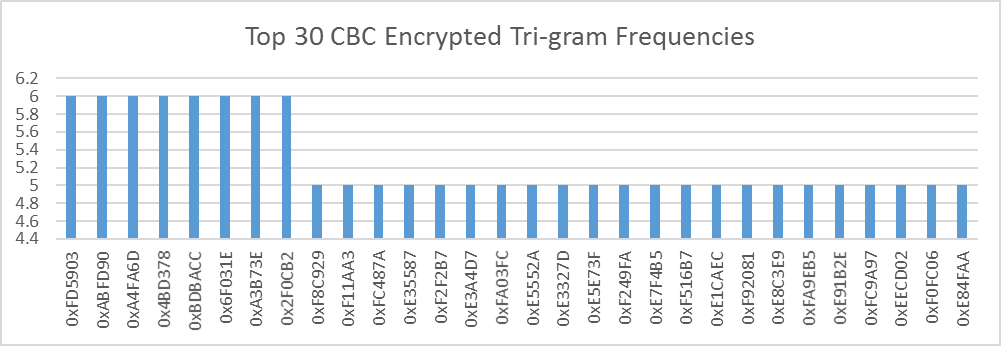 Top 30 CBC Encrypted Tri-gram Frequencies
6.2
6
5.8
5.6
5.4
5.2
5
4.8
4.6
4.4
0xFD5903
0xABFD90
0xA4FA6D
0x4BD378
0xBDBACC
0x6F031E
0xA3B73E
0x2F0CB2
0xF8C929
0xF11AA3
0xFC487A
0xE35587
0xF2F2B7
0xE3A4D7
0xFA03FC
0xE5552A
0xE3327D
0xE5E73F
0xF249FA
0xE7F4B5
0xF516B7
0xE1CAEC
0xF92081
0xE8C3E9
0xFA9EB5
0xE91B2E
0xFC9A97
0xEECD02
0xF0FC06
0xE84FAA